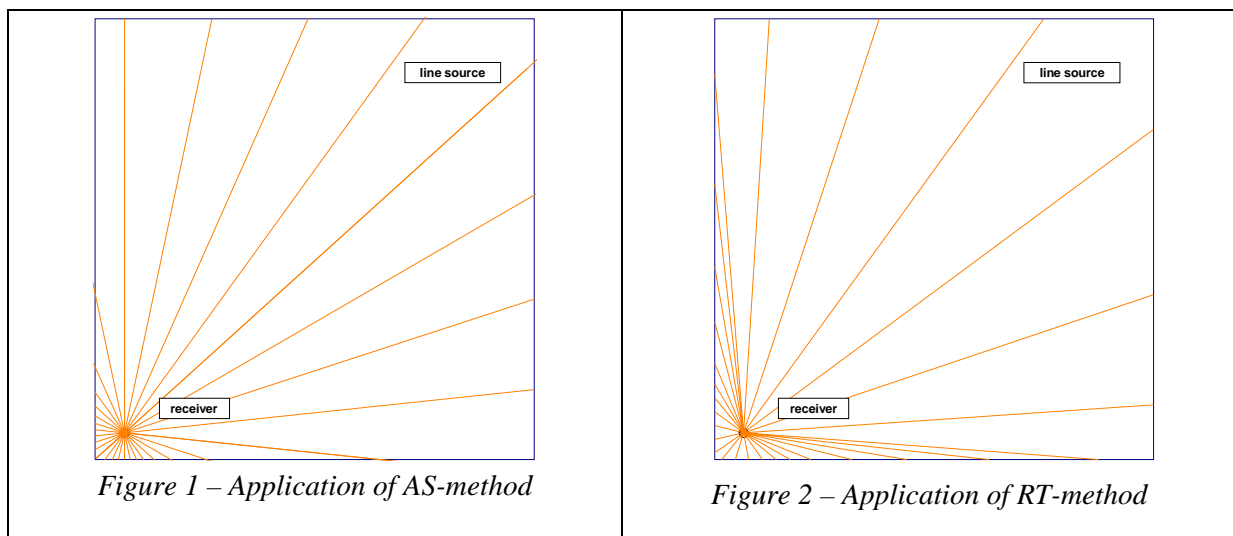 line source
receiver
Figure 1 – Application of AS-method
line source
receiver
Figure 2 – Application of RT-method